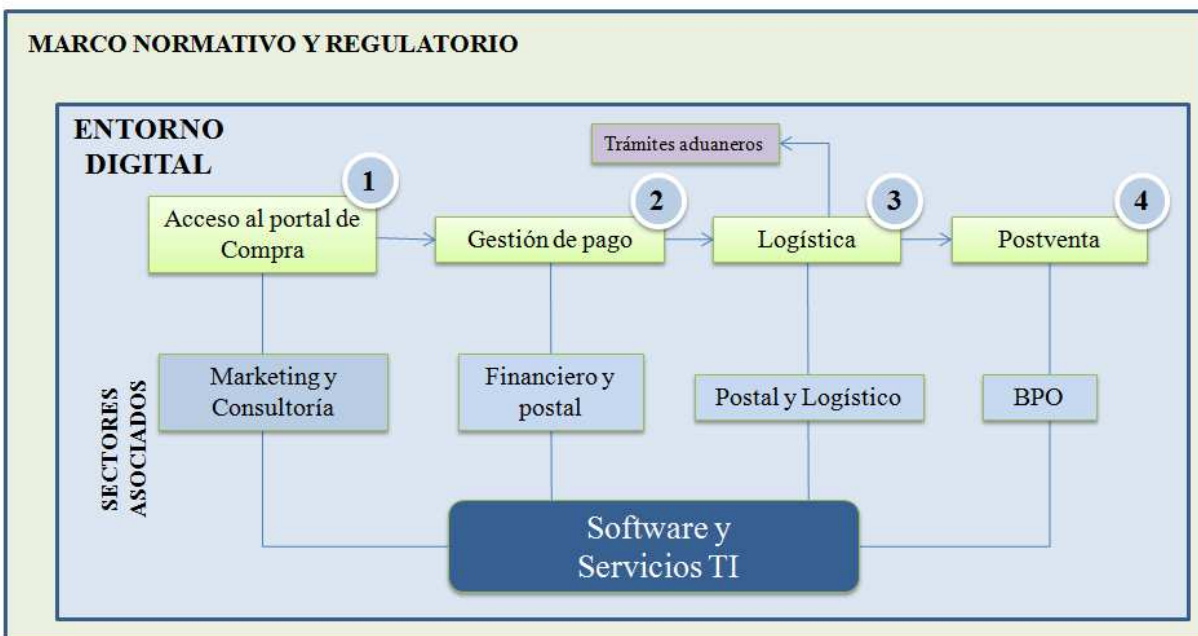 MARCO NORMATIVO Y REGULATORIO
ENTORNO
DIGITAL
Trámites aduaneros
1
Acceso al portal de
Compra
2
Gestión de pago
3
Logística
4
Postventa
SECTORES
ASOCIADOS
Marketing y
Consultoría
Financiero y
postal
Postal y Logístico
BPO
Software y
Servicios TI